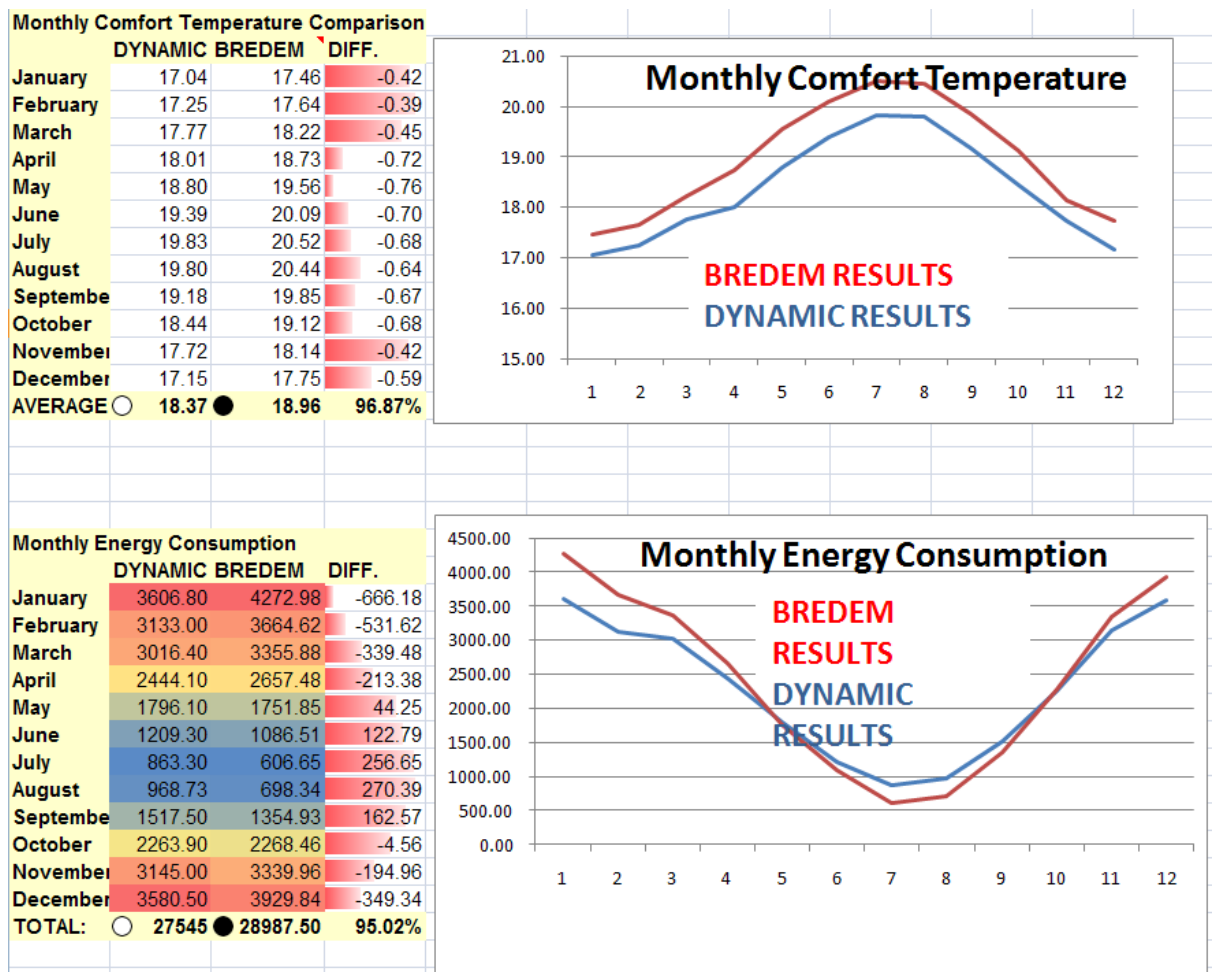 Monthly Comfort Temperature Comparison
DYNAMIC BREDEM DIFF.
January 17.04 17.46 -0.42
February 17.25 17.64 -0.39
March 17.77 18.22 -0.45
April 18.01 18.73 -0.72
May 18.80 19.56 -0.76
June 19.39 20.09 -0.70
July 19.83 20.52 -0.68
August 19.80 20.44 -0.64
Septembe 19.18 19.85 -0.67
October 18.44 19.12 -0.68
November 17.72 18.14 -0.42
December 17.15 17.75 -0.59
AVERAGE 18.37 18.96 96.87%
Monthly Comfort Temperature
21.00
20.00
19.00
18.00
17.00
16.00
15.00
BREDEM RESULTS
DYNAMIC RESULTS
1 2 3 4 5 6 7 8 9 10 11 12
Monthly Energy Consumption
DYNAMIC BREDEM DIFF.
January 3606.80 4272.98 -666.18
February 3133.00 3664.62 -531.62
March 3016.40 3355.88 -339.48
April 2444.10 2657.48 -213.38
May 1796.10 1751.85 44.25
June 1209.30 1086.51 122.79
July 863.30 606.65 256.65
August 968.73 698.34 270.39
Septembe 1517.50 1354.93 162.57
October 2263.90 2268.46 -4.56
November 3145.00 3339.96 -194.96
December 3580.50 3929.84 -349.34
TOTAL: 27545 28987.50 95.02%
Monthly Energy Consumption
4500.00
4000.00
3500.00
3000.00
2500.00
2000.00
1500.00
1000.00
500.00
0.00
BREDEM
RESULTS
DYNAMIC
RESULTS
1 2 3 4 5 6 7 8 9 10 11 12